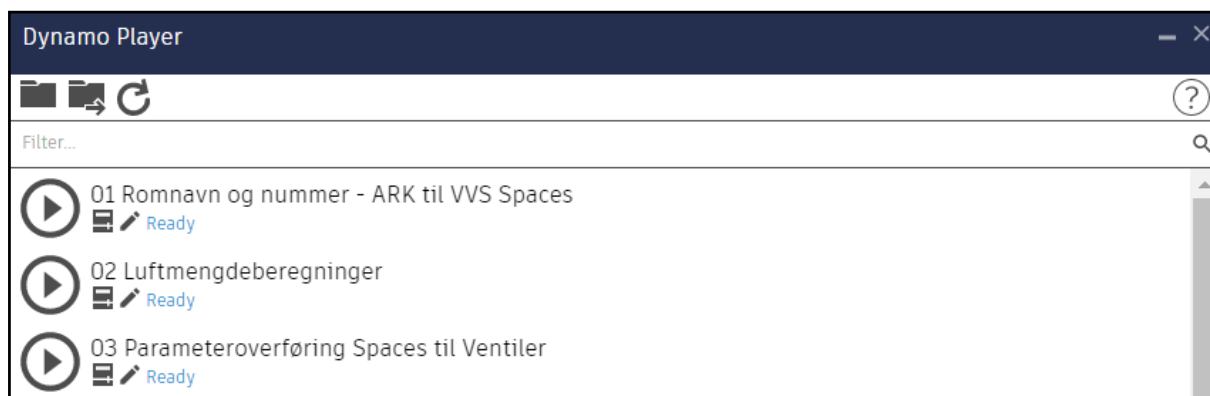 Dynamo Player
?
Filter...
01 Romnavn og nummer - ARK til VVS Spaces
Ready
02 Luftmengdeberegninger
Ready
03 Parameteroverføring Spaces til Ventiler
Ready